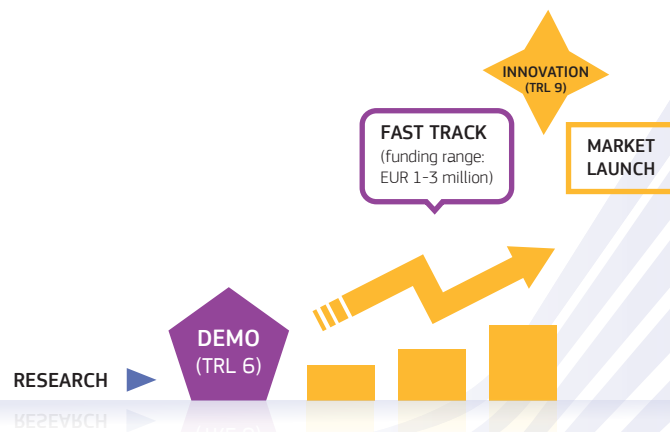 INNOVATION
(TRL 9)
FAST TRACK
(funding range:
EUR 1-3 million)
MARKET
LAUNCH
DEMO
(TRL 6)
RESEARCH